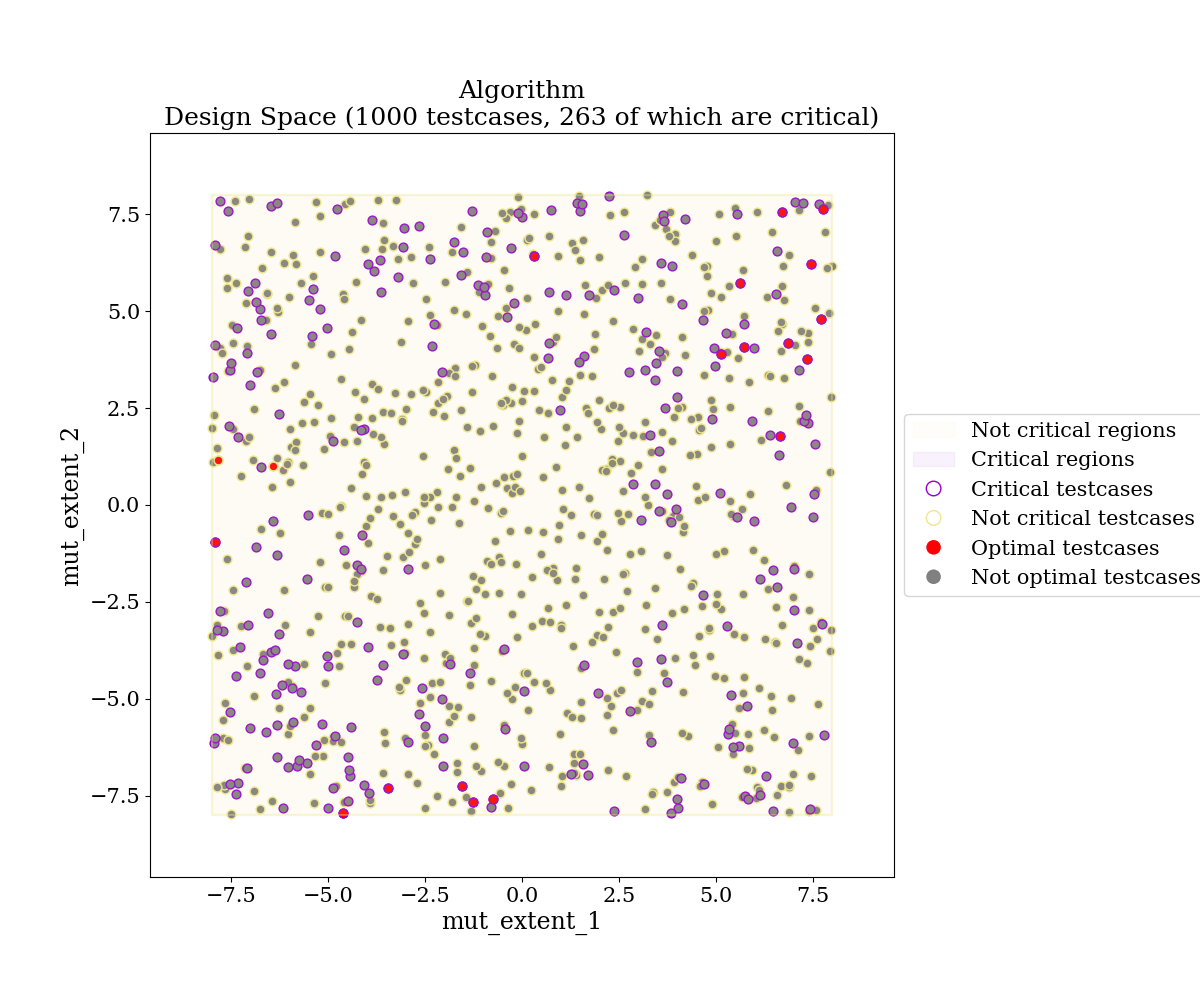 Algorithm
Design Space (1000 testcases, 263 of which are critical)
7.5
5.0
2.5
0.0
−2.5
−5.0
−7.5
mut_extent_2
−7.5 −5.0 −2.5 0.0 2.5 5.0 7.5
mut_extent_1
Not critical regions
Critical regions
Critical testcases
Not critical testcases
Optimal testcases
Not optimal testcases